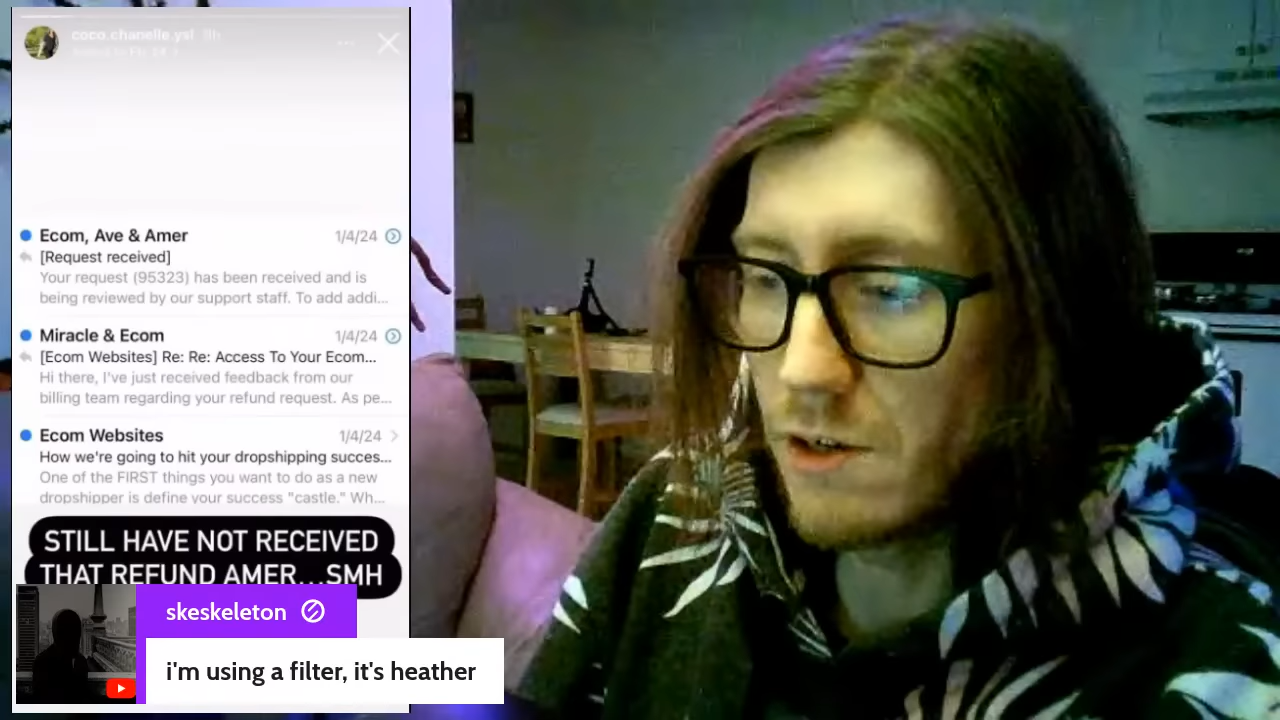 coco.chanelle.ysl 8h
Ecom, Ave & Amer 1/4/24
[Request received]
Your request (95323) has been received and is
being reviewed by our support staff. To add addi...
Miracle & Ecom 1/4/24
[Ecom Websites] Re: Re: Access To Your Ecom...
Hi there, I've just received feedback from our
billing team regarding your refund request. As pe...
Ecom Websites 1/4/24
How we're going to hit your dropshipping succes...
One of the FIRST things you want to do as a new
dropshipper is define your success "castle." Wh...
STILL HAVE NOT RECEIVED
THAT REFUND AMER...SMH
skeskeleton
i'm using a filter, it's heather